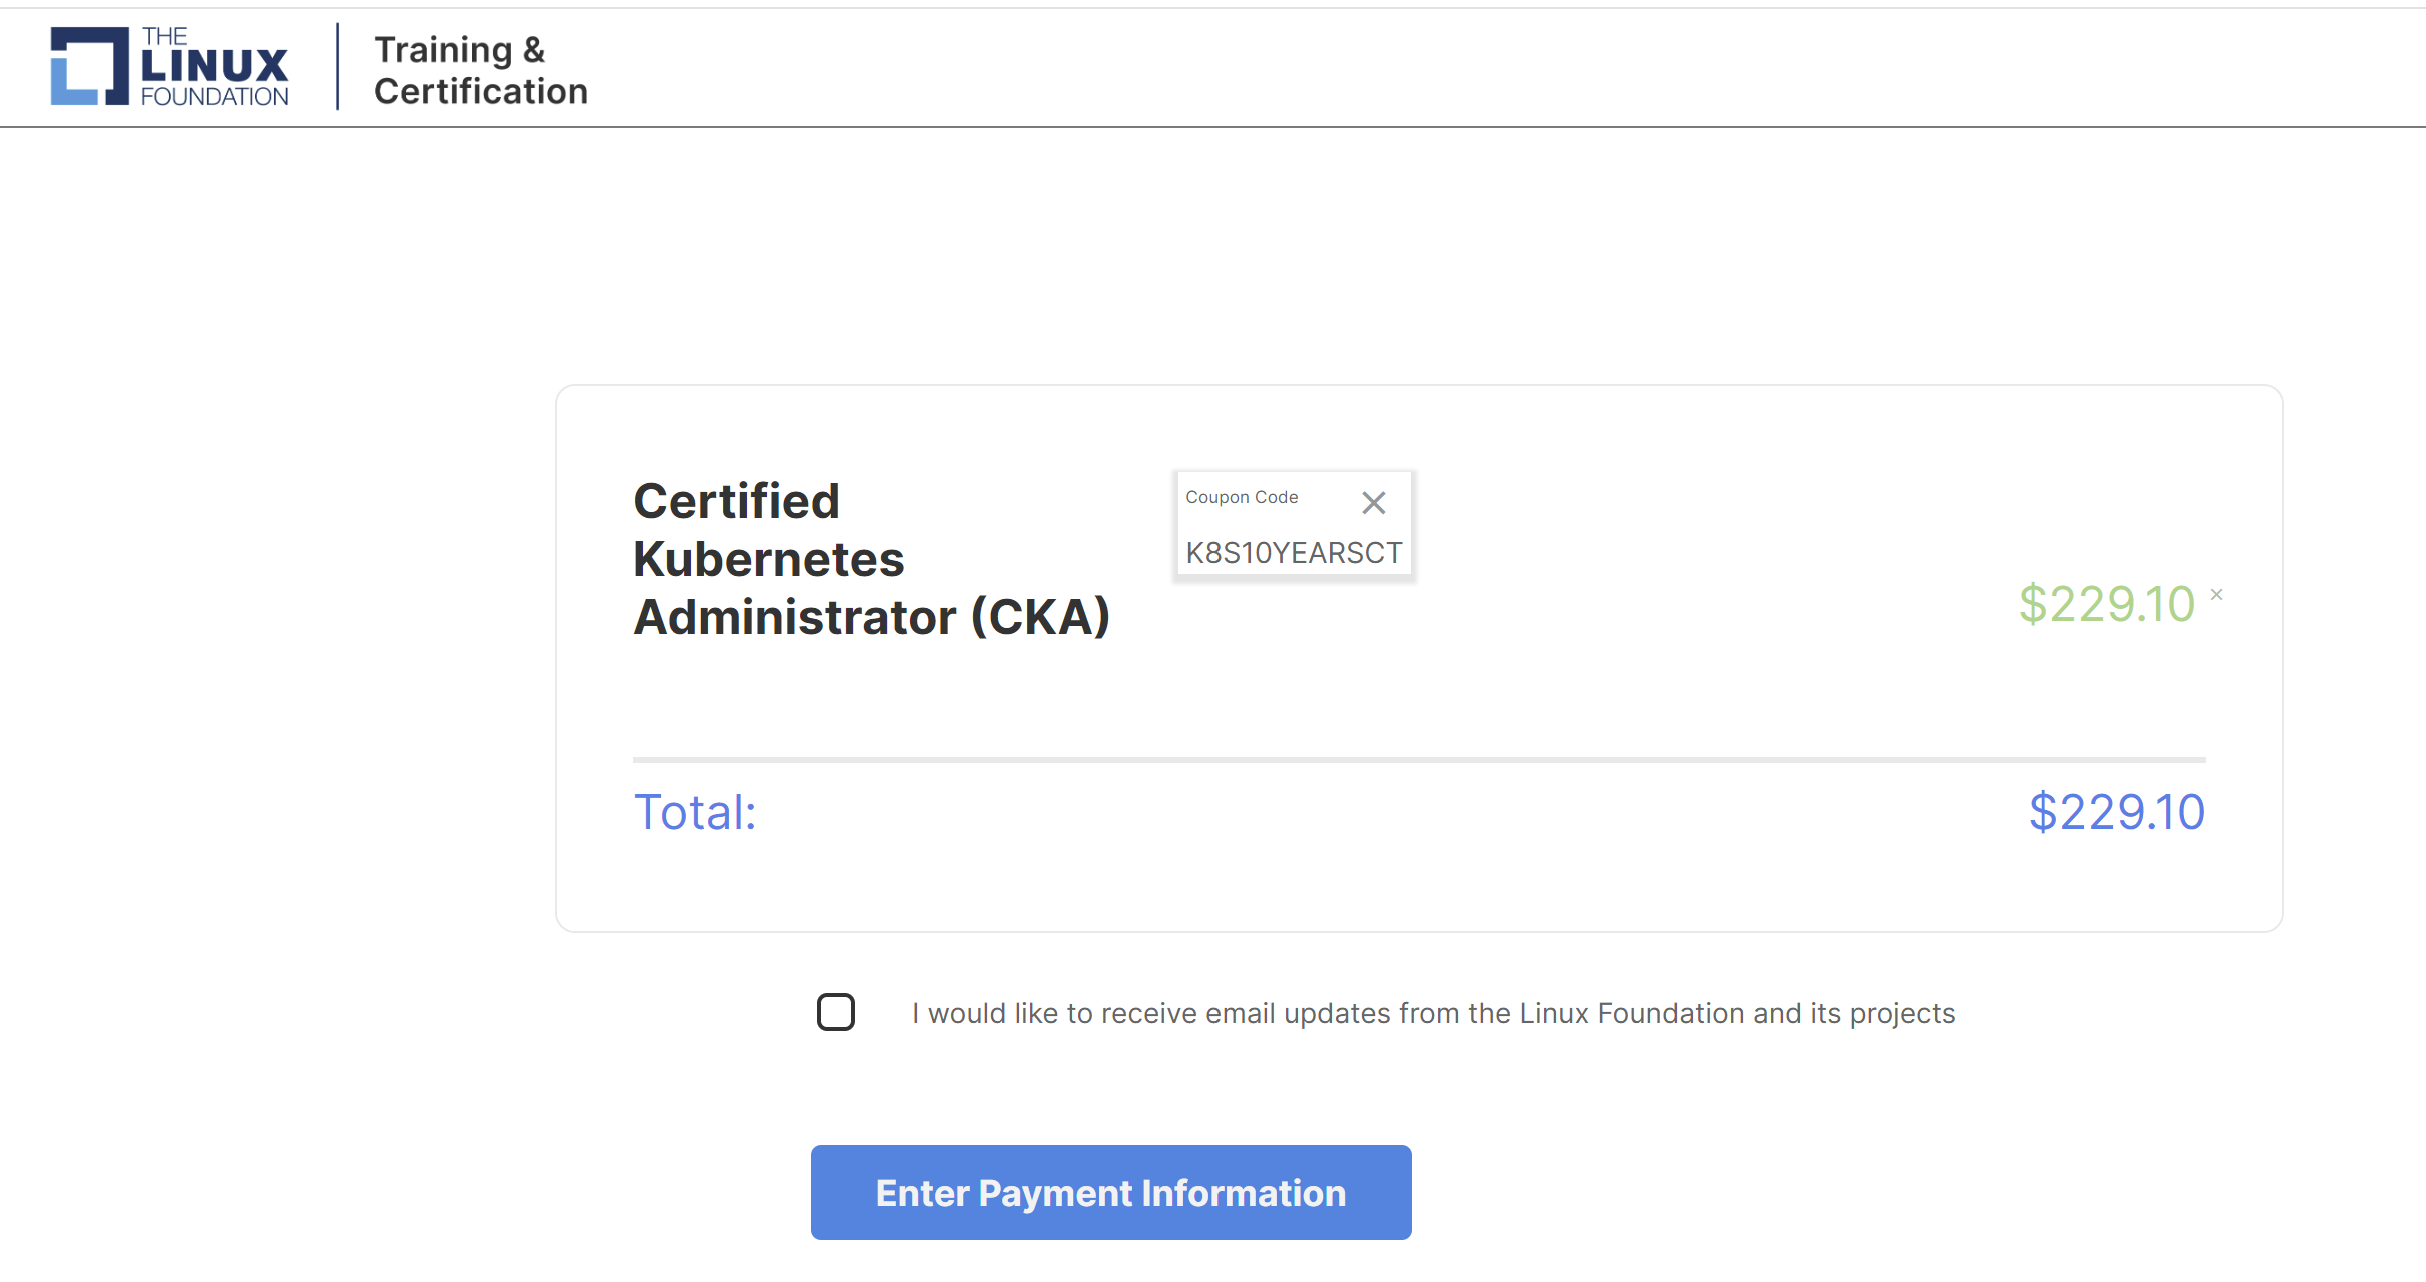 THE
LINUX
FOUNDATION
Training &
Certification
Certified
Kubernetes
Administrator (CKA)
Coupon Code
K8S10YEARSCT
$229.10 ×
Total: $229.10
I would like to receive email updates from the Linux Foundation and its projects
Enter Payment Information